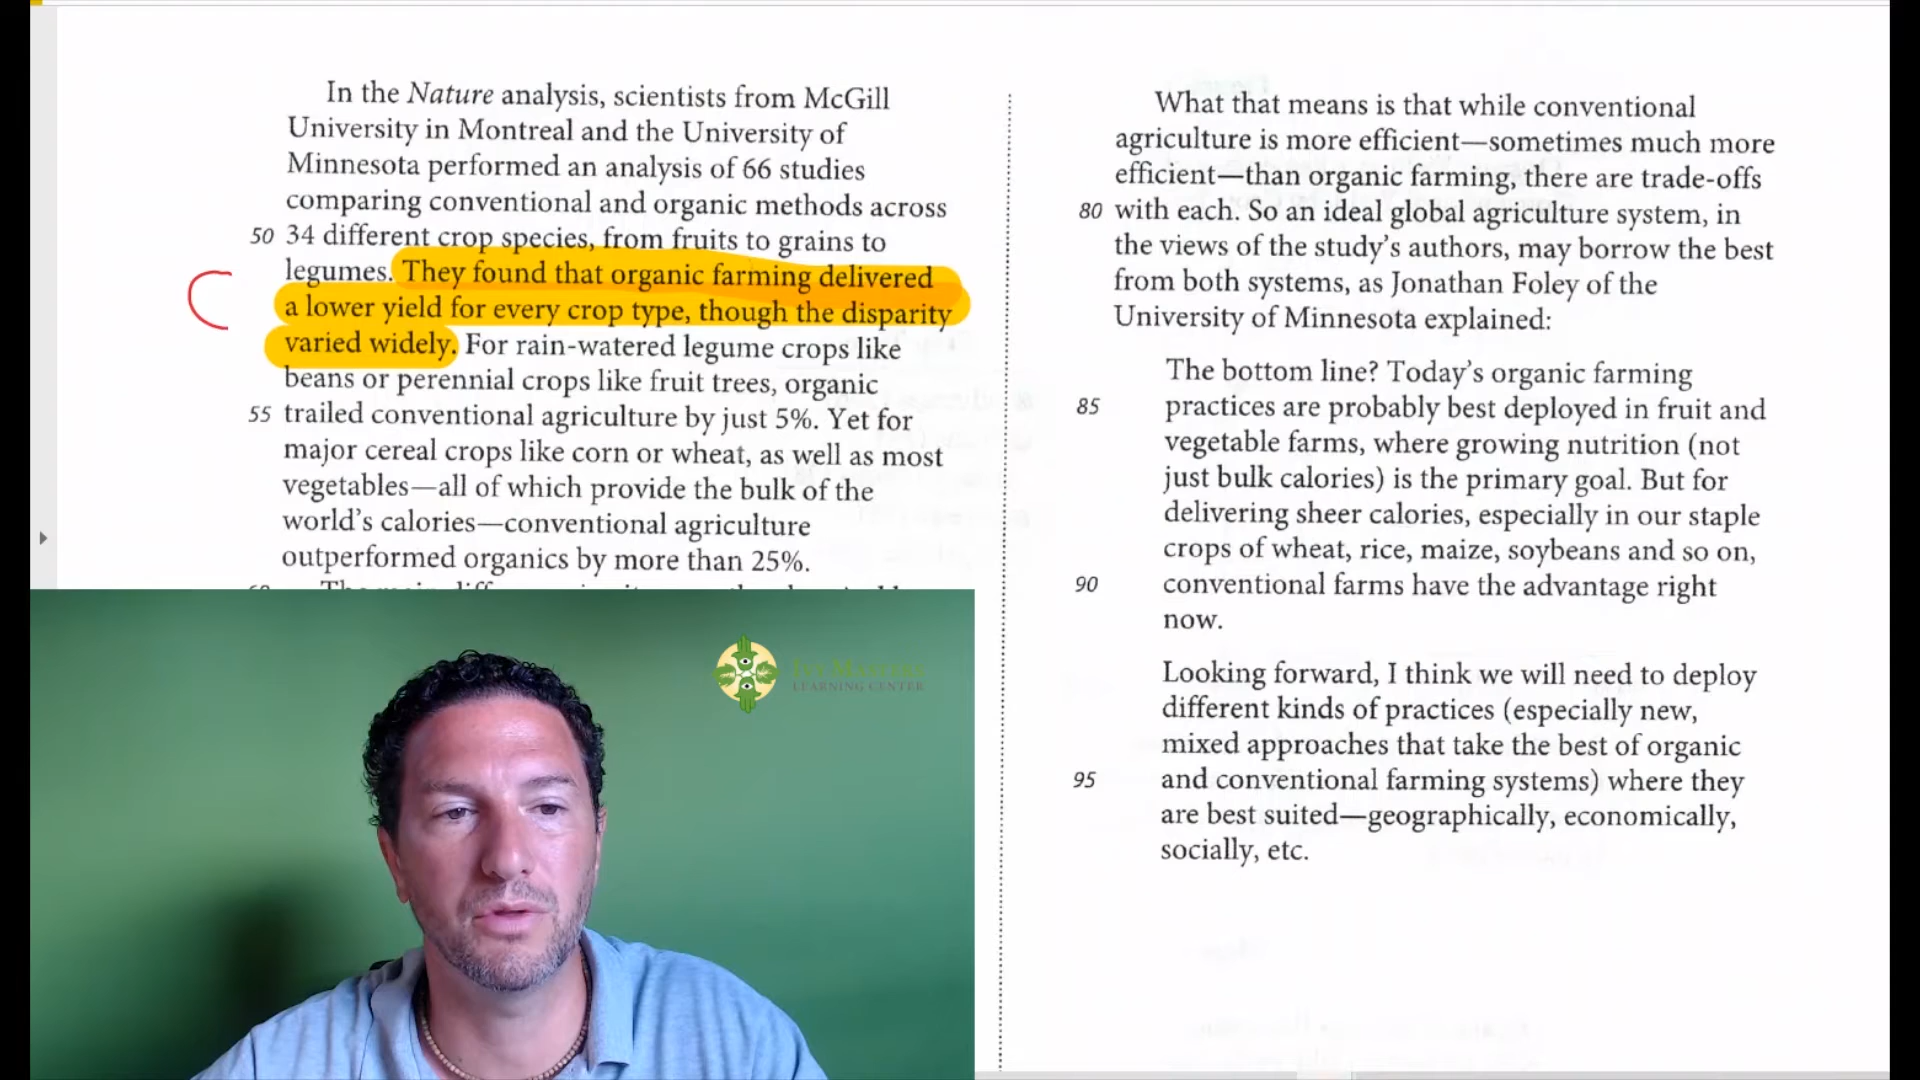 In the Nature analysis, scientists from McGill
University in Montreal and the University of
Minnesota performed an analysis of 66 studies
comparing conventional and organic methods across
50 34 different crop species, from fruits to grains to
legumes. They found that organic farming delivered
a lower yield for every crop type, though the disparity
varied widely. For rain-watered legume crops like
beans or perennial crops like fruit trees, organic
55 trailed conventional agriculture by just 5%. Yet for
major cereal crops like corn or wheat, as well as most
vegetables—all of which provide the bulk of the
world's calories—conventional agriculture
outperformed organics by more than 25%.
What that means is that while conventional
agriculture is more efficient—sometimes much more
efficient—than organic farming, there are trade-offs
80 with each. So an ideal global agriculture system, in
the views of the study's authors, may borrow the best
from both systems, as Jonathan Foley of the
University of Minnesota explained:
The bottom line? Today's organic farming
85 practices are probably best deployed in fruit and
vegetable farms, where growing nutrition (not
just bulk calories) is the primary goal. But for
delivering sheer calories, especially in our staple
crops of wheat, rice, maize, soybeans and so on,
90 conventional farms have the advantage right
now.
Looking forward, I think we will need to deploy
different kinds of practices (especially new,
mixed approaches that take the best of organic
95 and conventional farming systems) where they
are best suited—geographically, economically,
socially, etc.
Ivy Masters
LEARNING CENTER